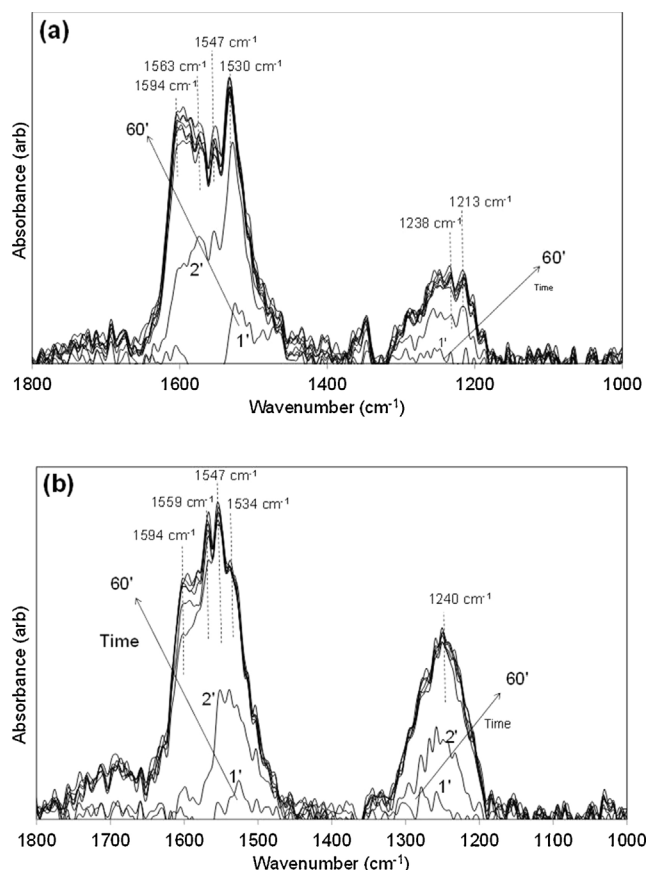 (a)
1547 cm-1
1563 cm-1
1530 cm-1
1594 cm-1
60'
1213 cm-1
1238 cm-1
60'
Time
2'
1'
1'
Absorbance (arb)
1800
1600
1400
1200
1000
Wavenumber (cm-1)
(b)
1547 cm-1
1559 cm-1
1534 cm-1
1594 cm-1
60'
1240 cm-1
60'
Time
Time
2'
2'
1'
1'
Absorbance (arb)
1800
1700
1600
1500
1400
1300
1200
1100
1000
Wavenumber (cm-1)